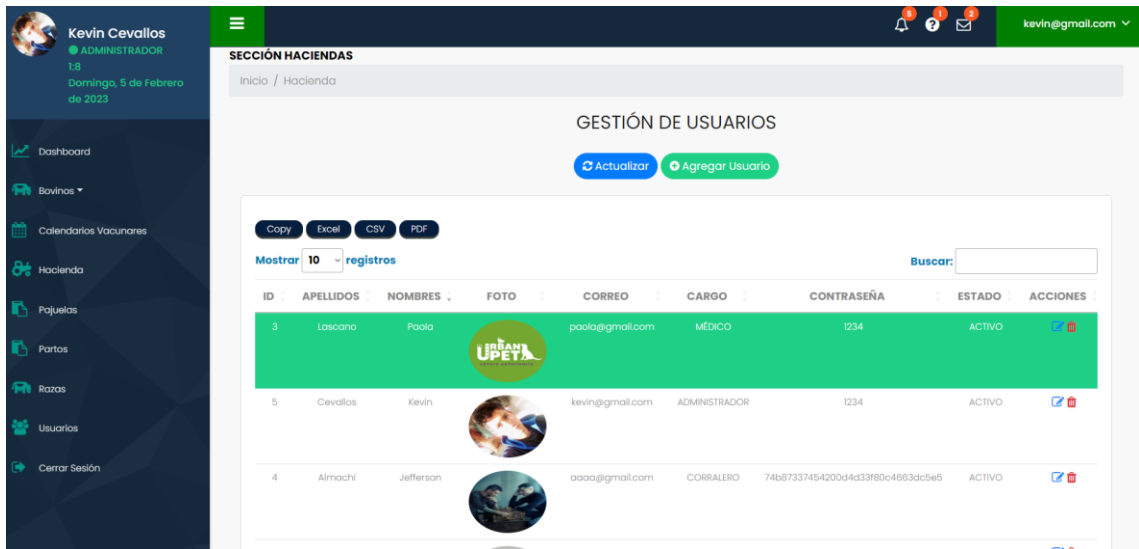 Kevin Cevallos
ADMINISTRADOR
1:8
Domingo, 5 de Febrero
de 2023
Dashboard
Bovinos
Calendarios Vacunares
Hacienda
Pajuelas
Partos
Razas
Usuarios
Cerrar Sesión
5 1 2
kevin@gmail.com
SECCIÓN HACIENDAS
Inicio / Hacienda
GESTIÓN DE USUARIOS
Actualizar Agregar Usuario
Copy Excel CSV PDF
Mostrar 10 registros Buscar:
ID APELLIDOS NOMBRES FOTO CORREO CARGO CONTRASEÑA ESTADO ACCIONES
3 Lascano Paola URBAN PET paola@gmail.com MÉDICO 1234 ACTIVO
5 Cevallos Kevin kevin@gmail.com ADMINISTRADOR 1234 ACTIVO
4 Almachi Jefferson aaaa@gmail.com CORRALERO 74b87337454200d4d33f80c4663dc5e5 ACTIVO